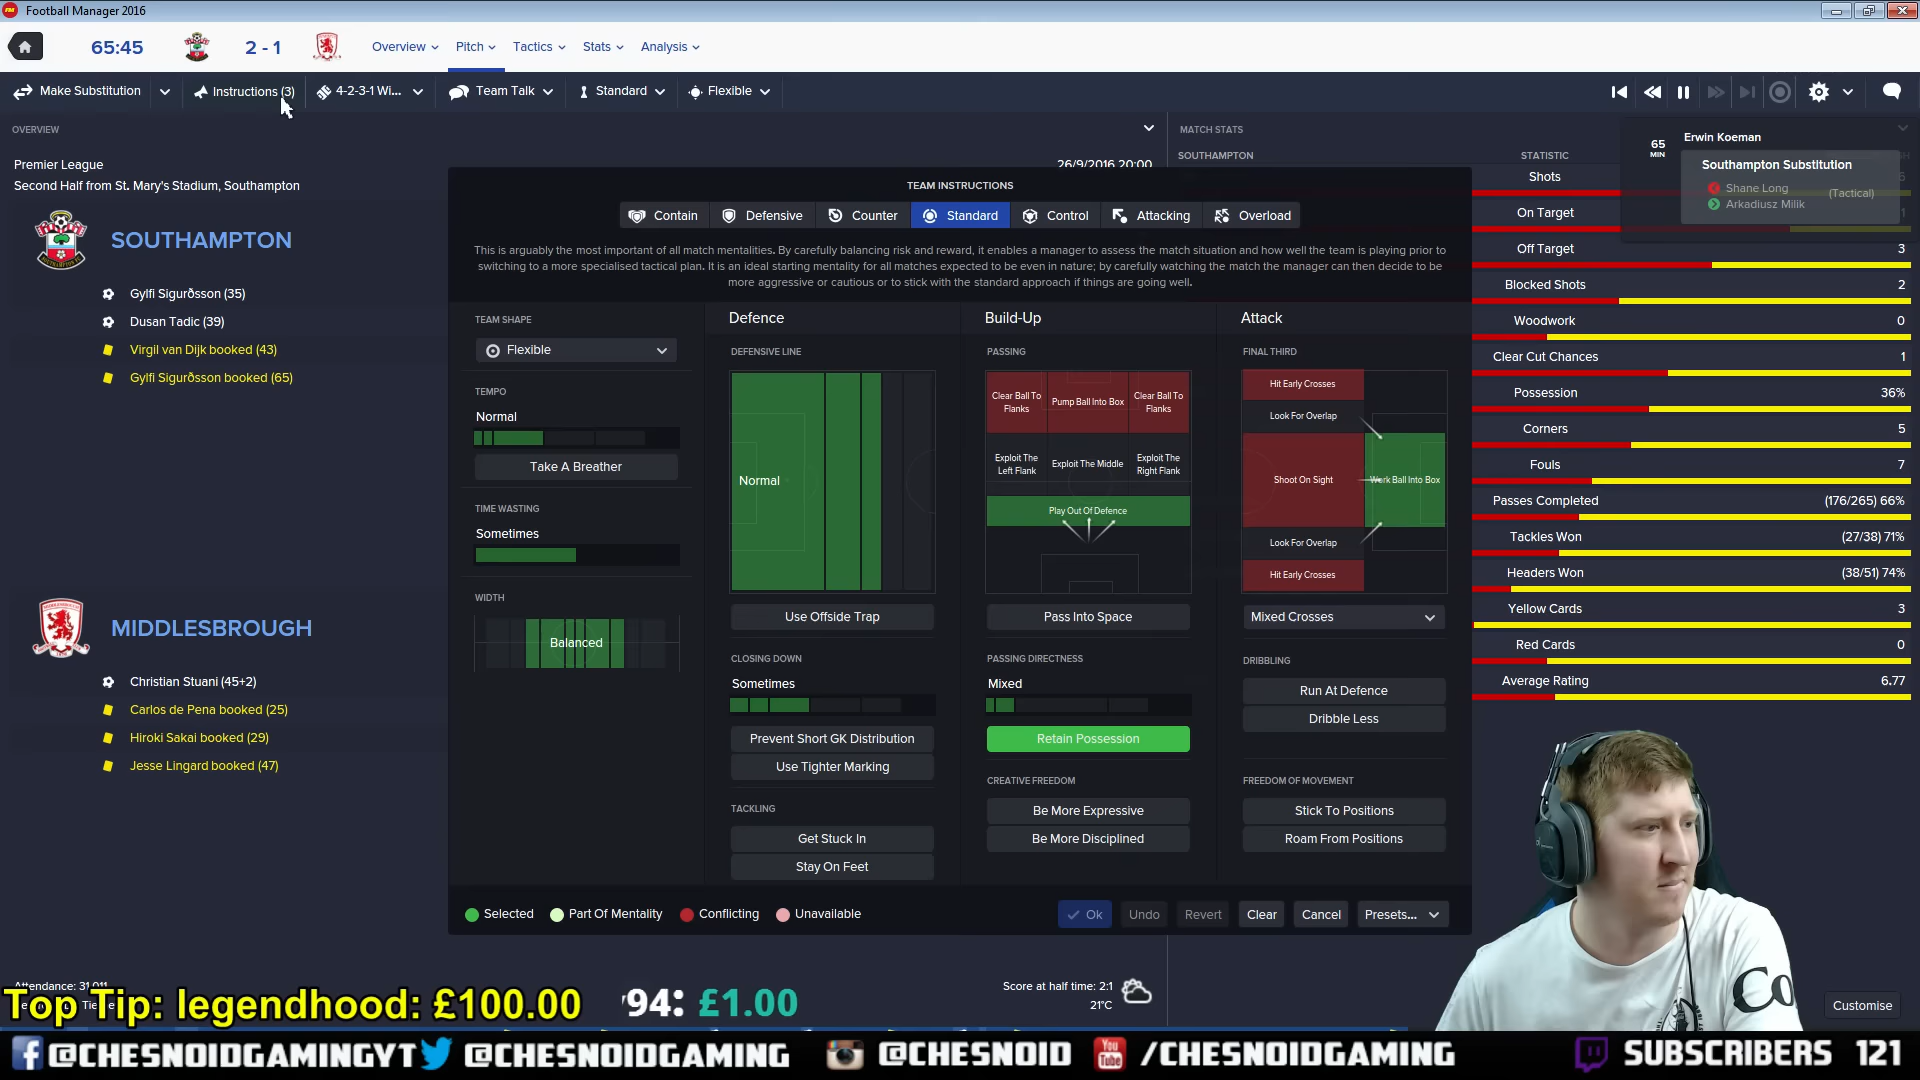 Football Manager 2016
65:45
2 - 1
Overview
Pitch
Tactics
Stats
Analysis
Make Substitution
Instructions (3)
4-2-3-1 Wi...
Team Talk
Standard
Flexible
OVERVIEW
Premier League
26/9/2016 20:00
Second Half from St. Mary's Stadium, Southampton
SOUTHAMPTON
Gylfi Sigurðsson (35)
Dusan Tadic (39)
Virgil van Dijk booked (43)
Gylfi Sigurðsson booked (65)
MIDDLESBROUGH
Christian Stuani (45+2)
Carlos de Pena booked (25)
Hiroki Sakai booked (29)
Jesse Lingard booked (47)
Attendance: 31,011
TEAM INSTRUCTIONS
Contain
Defensive
Counter
Standard
Control
Attacking
Overload
This is arguably the most important of all match mentalities. By carefully balancing risk and reward, it enables a manager to assess the match situation and how well the team is playing prior to
switching to a more specialised tactical plan. It is an ideal starting mentality for all matches expected to be even in nature; by carefully watching the match the manager can then decide to
be more aggressive or cautious or to stick with the standard approach if things are going well.
TEAM SHAPE
Flexible
TEMPO
Normal
Take A Breather
TIME WASTING
Sometimes
WIDTH
Balanced
Defence
DEFENSIVE LINE
Normal
Use Offside Trap
CLOSING DOWN
Sometimes
Prevent Short GK Distribution
Use Tighter Marking
TACKLING
Get Stuck In
Stay On Feet
Build-Up
PASSING
Clear Ball To Flanks
Pump Ball Into Box
Clear Ball To Flanks
Exploit The Left Flank
Exploit The Middle
Exploit The Right Flank
Play Out Of Defence
Pass Into Space
PASSING DIRECTNESS
Mixed
Retain Possession
CREATIVE FREEDOM
Be More Expressive
Be More Disciplined
Attack
FINAL THIRD
Hit Early Crosses
Look For Overlap
Shoot On Sight
Work Ball Into Box
Look For Overlap
Hit Early Crosses
Mixed Crosses
DRIBBLING
Run At Defence
Dribble Less
FREEDOM OF MOVEMENT
Stick To Positions
Roam From Positions
Selected
Part Of Mentality
Conflicting
Unavailable
Ok
Undo
Revert
Clear
Cancel
Presets...
MATCH STATS
SOUTHAMPTON
STATISTIC
Shots
On Target
Off Target 3
Blocked Shots 2
Woodwork 0
Clear Cut Chances 1
Possession 36%
Corners 5
Fouls 7
Passes Completed (176/265) 66%
Tackles Won (27/38) 71%
Headers Won (38/51) 74%
Yellow Cards 3
Red Cards 0
Average Rating 6.77
65 MIN
Erwin Koeman
Southampton Substitution
Shane Long
Arkadiusz Milik
(Tactical)
Score at half time: 2:1
21°C
Customise
Top Tip: legendhood: £100.00
94: £1.00
@CHESNOIDGAMINGYT
@CHESNOIDGAMING
@CHESNOID
You Tube
/CHESNOIDGAMING
SUBSCRIBERS 121